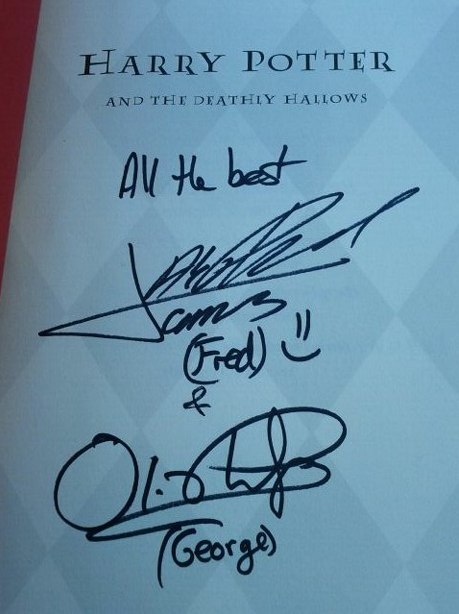 HARRY POTTER
AND THE DEATHLY HALLOWS
All the best
James
(Fred)
&
(George)